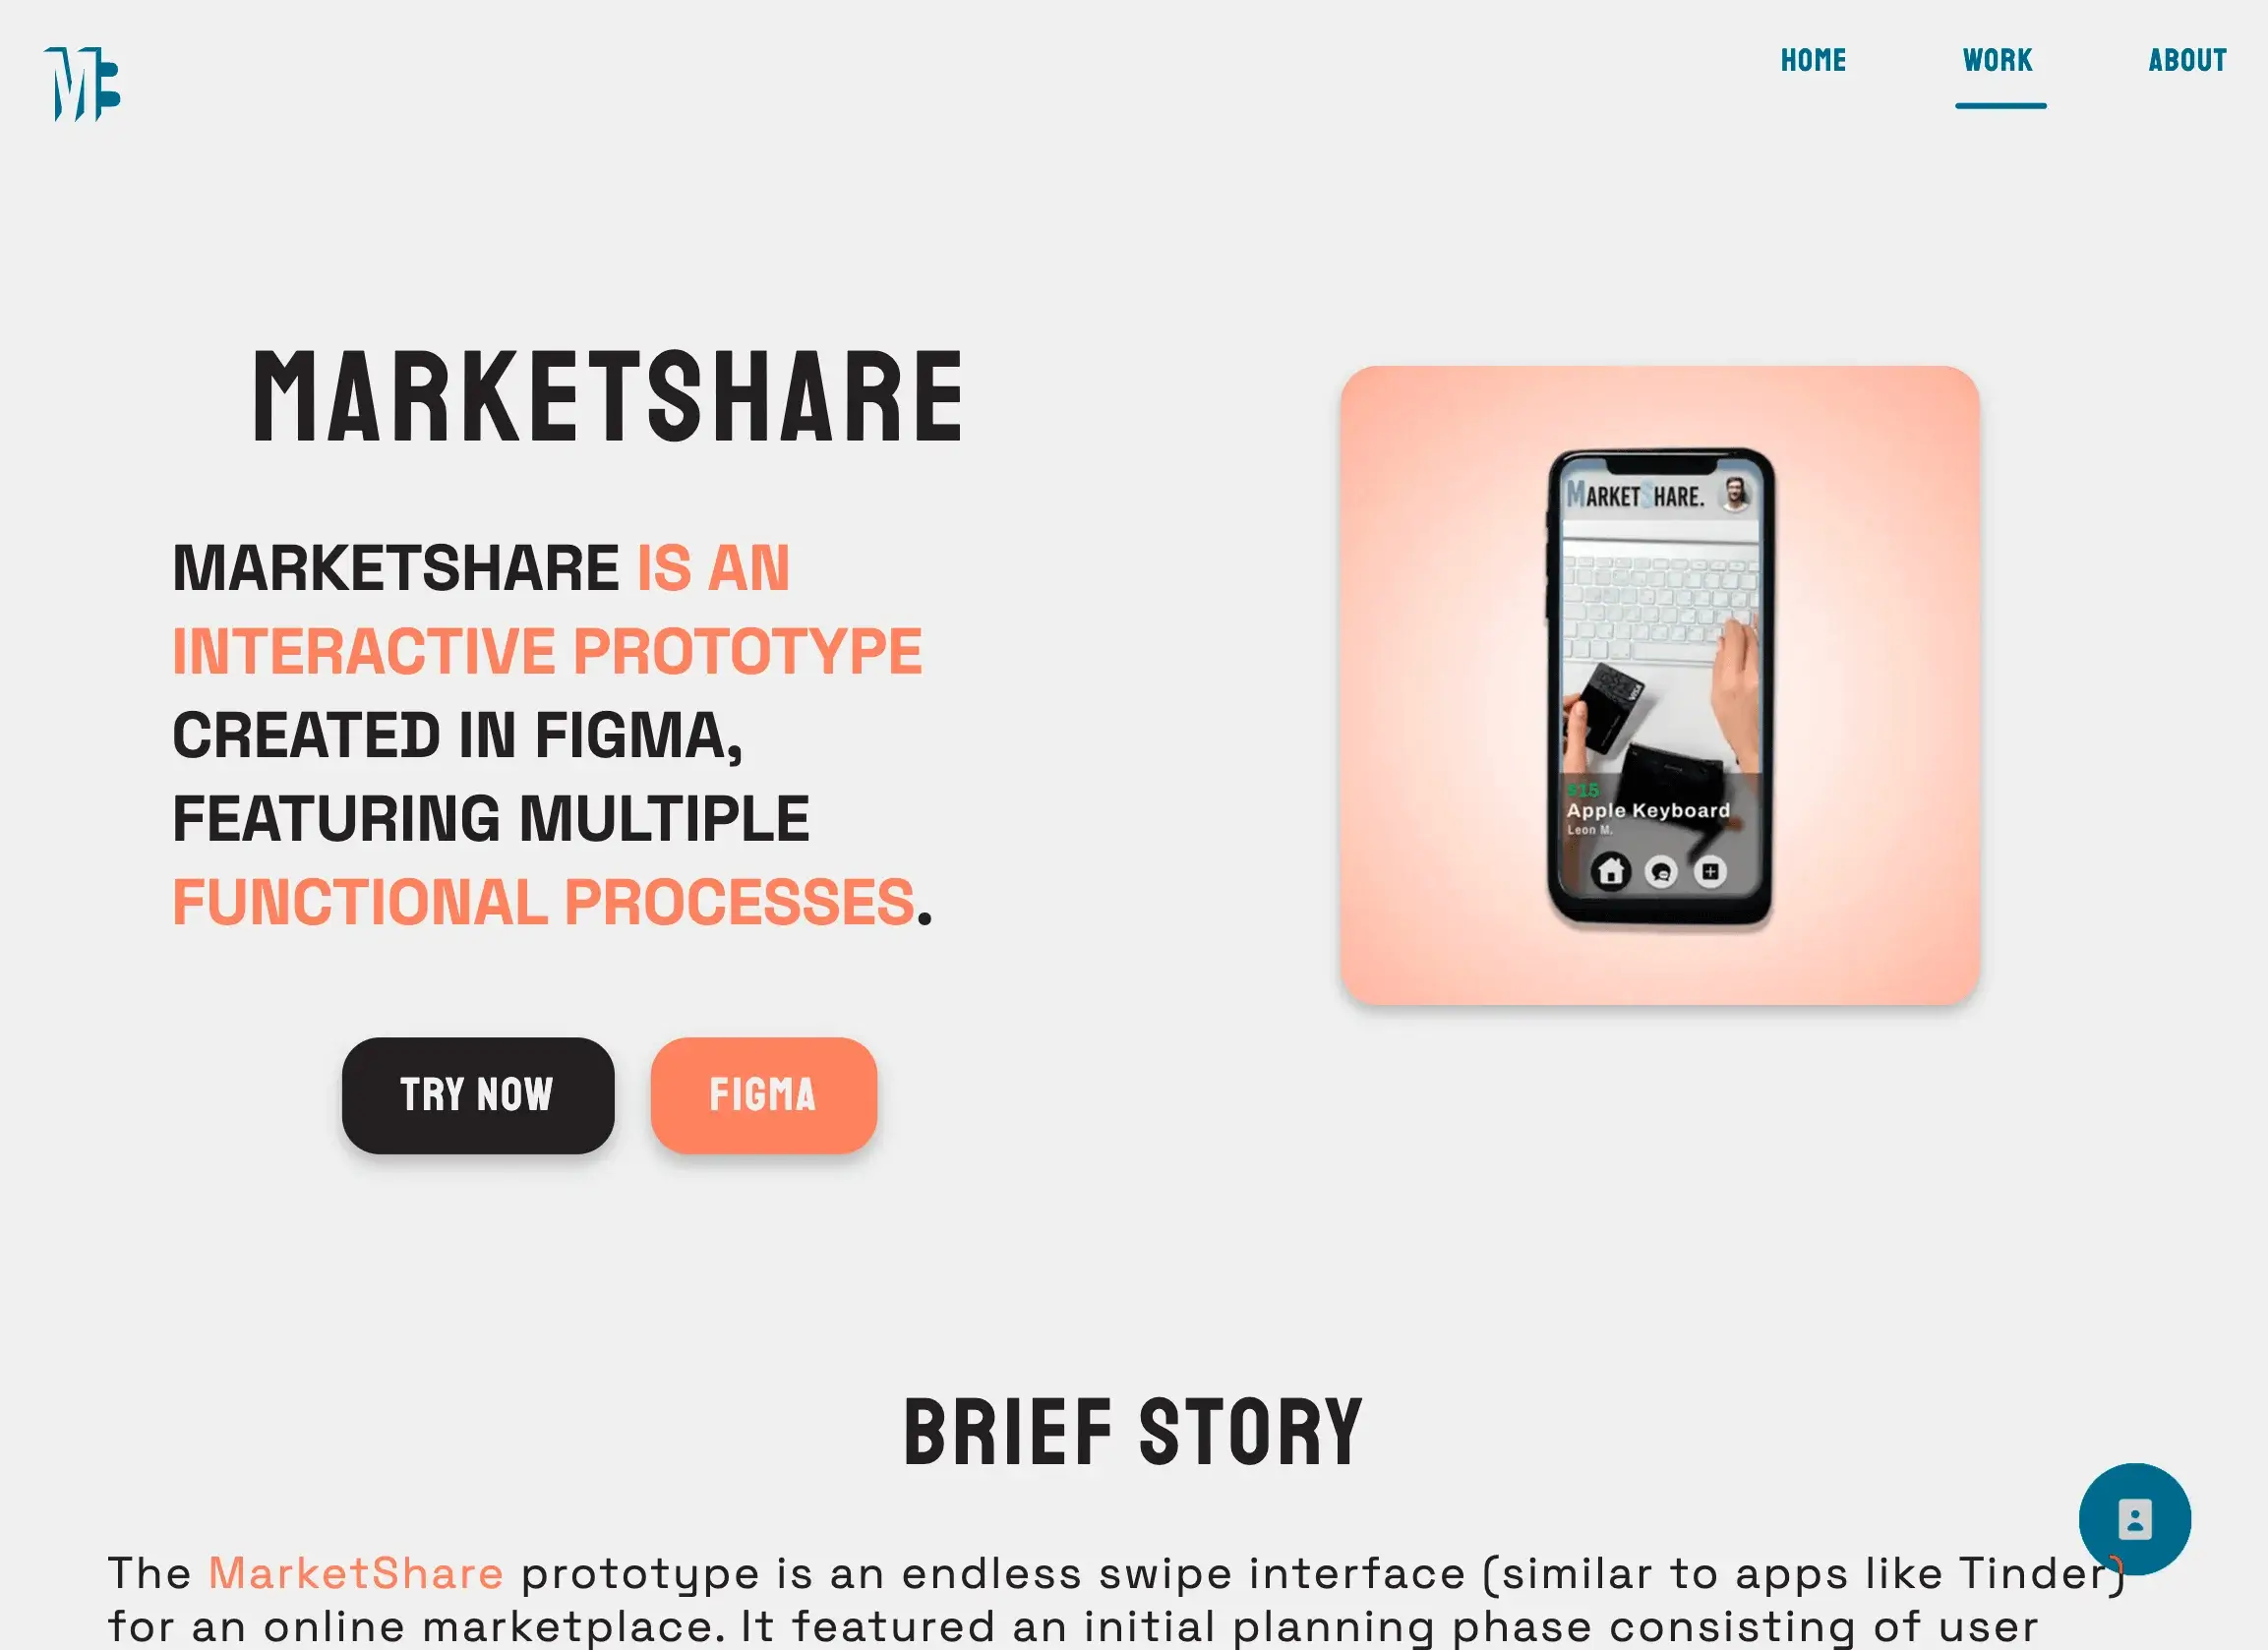 MB
HOME WORK ABOUT
MARKETSHARE
MARKETSHARE IS AN
INTERACTIVE PROTOTYPE
CREATED IN FIGMA,
FEATURING MULTIPLE
FUNCTIONAL PROCESSES.
TRY NOW FIGMA
MARKETSHARE.
VISA
$15
Apple Keyboard
Leon M.
BRIEF STORY
The MarketShare prototype is an endless swipe interface (similar to apps like Tinder)
for an online marketplace. It featured an initial planning phase consisting of user